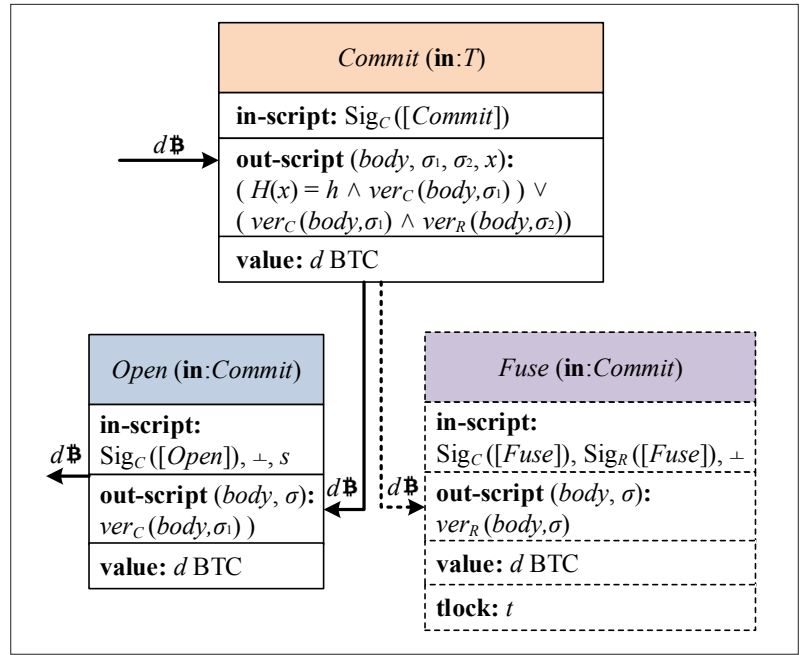 Commit (in:T)
in-script: Sig_C([Commit])
d₿
out-script (body, σ₁, σ₂, x):
( H(x) = h ∧ ver_C(body,σ₁) ) ∨
( ver_C(body,σ₁) ∧ ver_R(body,σ₂))
value: d BTC
Open (in:Commit)
in-script:
Sig_C([Open]), ⊥, s
d₿
out-script (body, σ):
ver_C(body,σ₁) )
value: d BTC
d₿
d₿
Fuse (in:Commit)
in-script:
Sig_C([Fuse]), Sig_R([Fuse]), ⊥
out-script (body, σ):
ver_R(body,σ)
value: d BTC
tlock: t